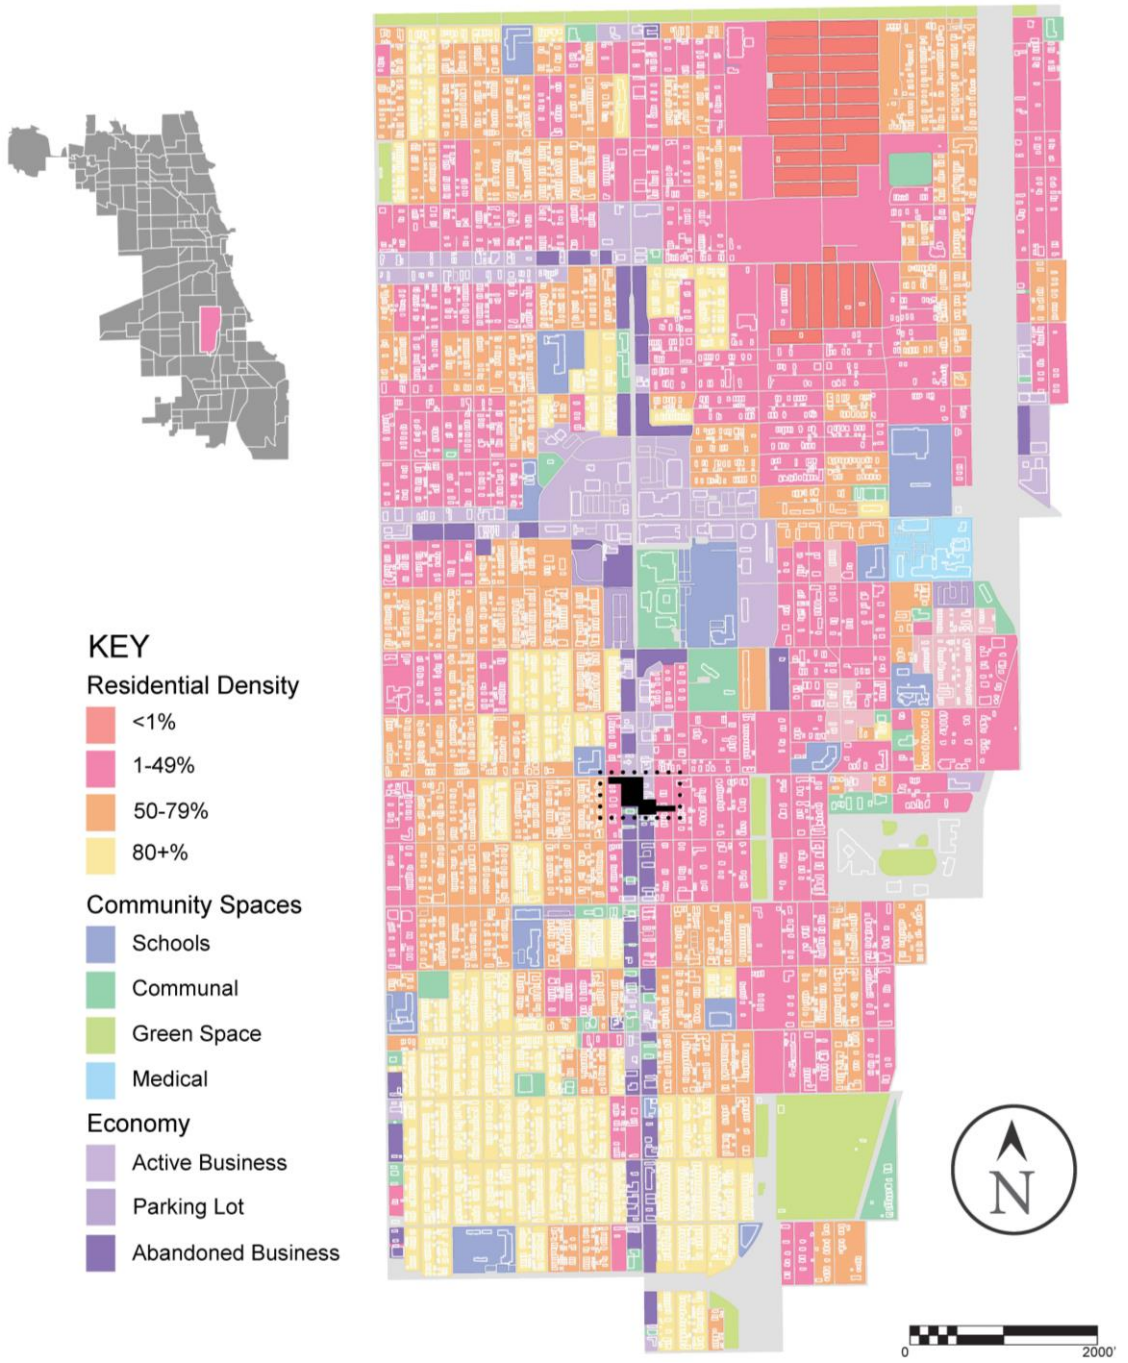 KEY
Residential Density
<1%
1-49%
50-79%
80+%
Community Spaces
Schools
Communal
Green Space
Medical
Economy
Active Business
Parking Lot
Abandoned Business
N
0 2000'